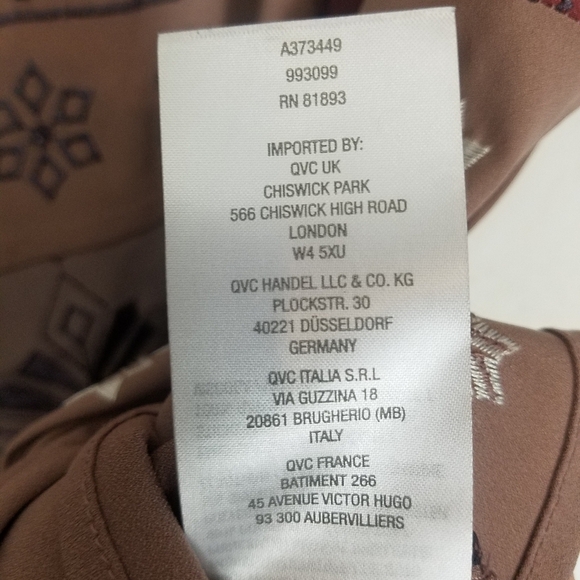 A373449
993099
RN 81893
IMPORTED BY:
QVC UK
CHISWICK PARK
566 CHISWICK HIGH ROAD
LONDON
W4 5XU
QVC HANDEL LLC & CO. KG
PLOCKSTR. 30
40221 DÜSSELDORF
GERMANY
QVC ITALIA S.R.L
VIA GUZZINA 18
20861 BRUGHERIO (MB)
ITALY
QVC FRANCE
BATIMENT 266
45 AVENUE VICTOR HUGO
93 300 AUBERVILLIERS